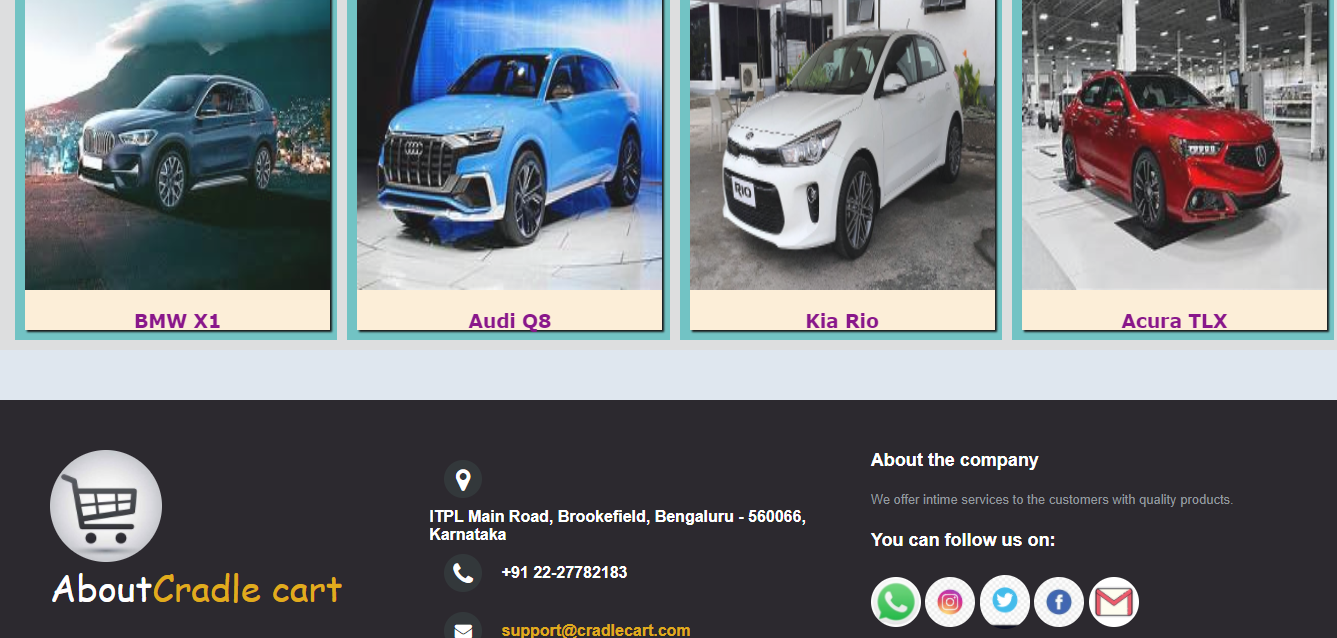 RIO
BMW X1
Audi Q8
Kia Rio
Acura TLX
AboutCradle cart
ITPL Main Road, Brookefield, Bengaluru - 560066,
Karnataka
+91 22-27782183
support@cradlecart.com
About the company
We offer intime services to the customers with quality products.
You can follow us on: